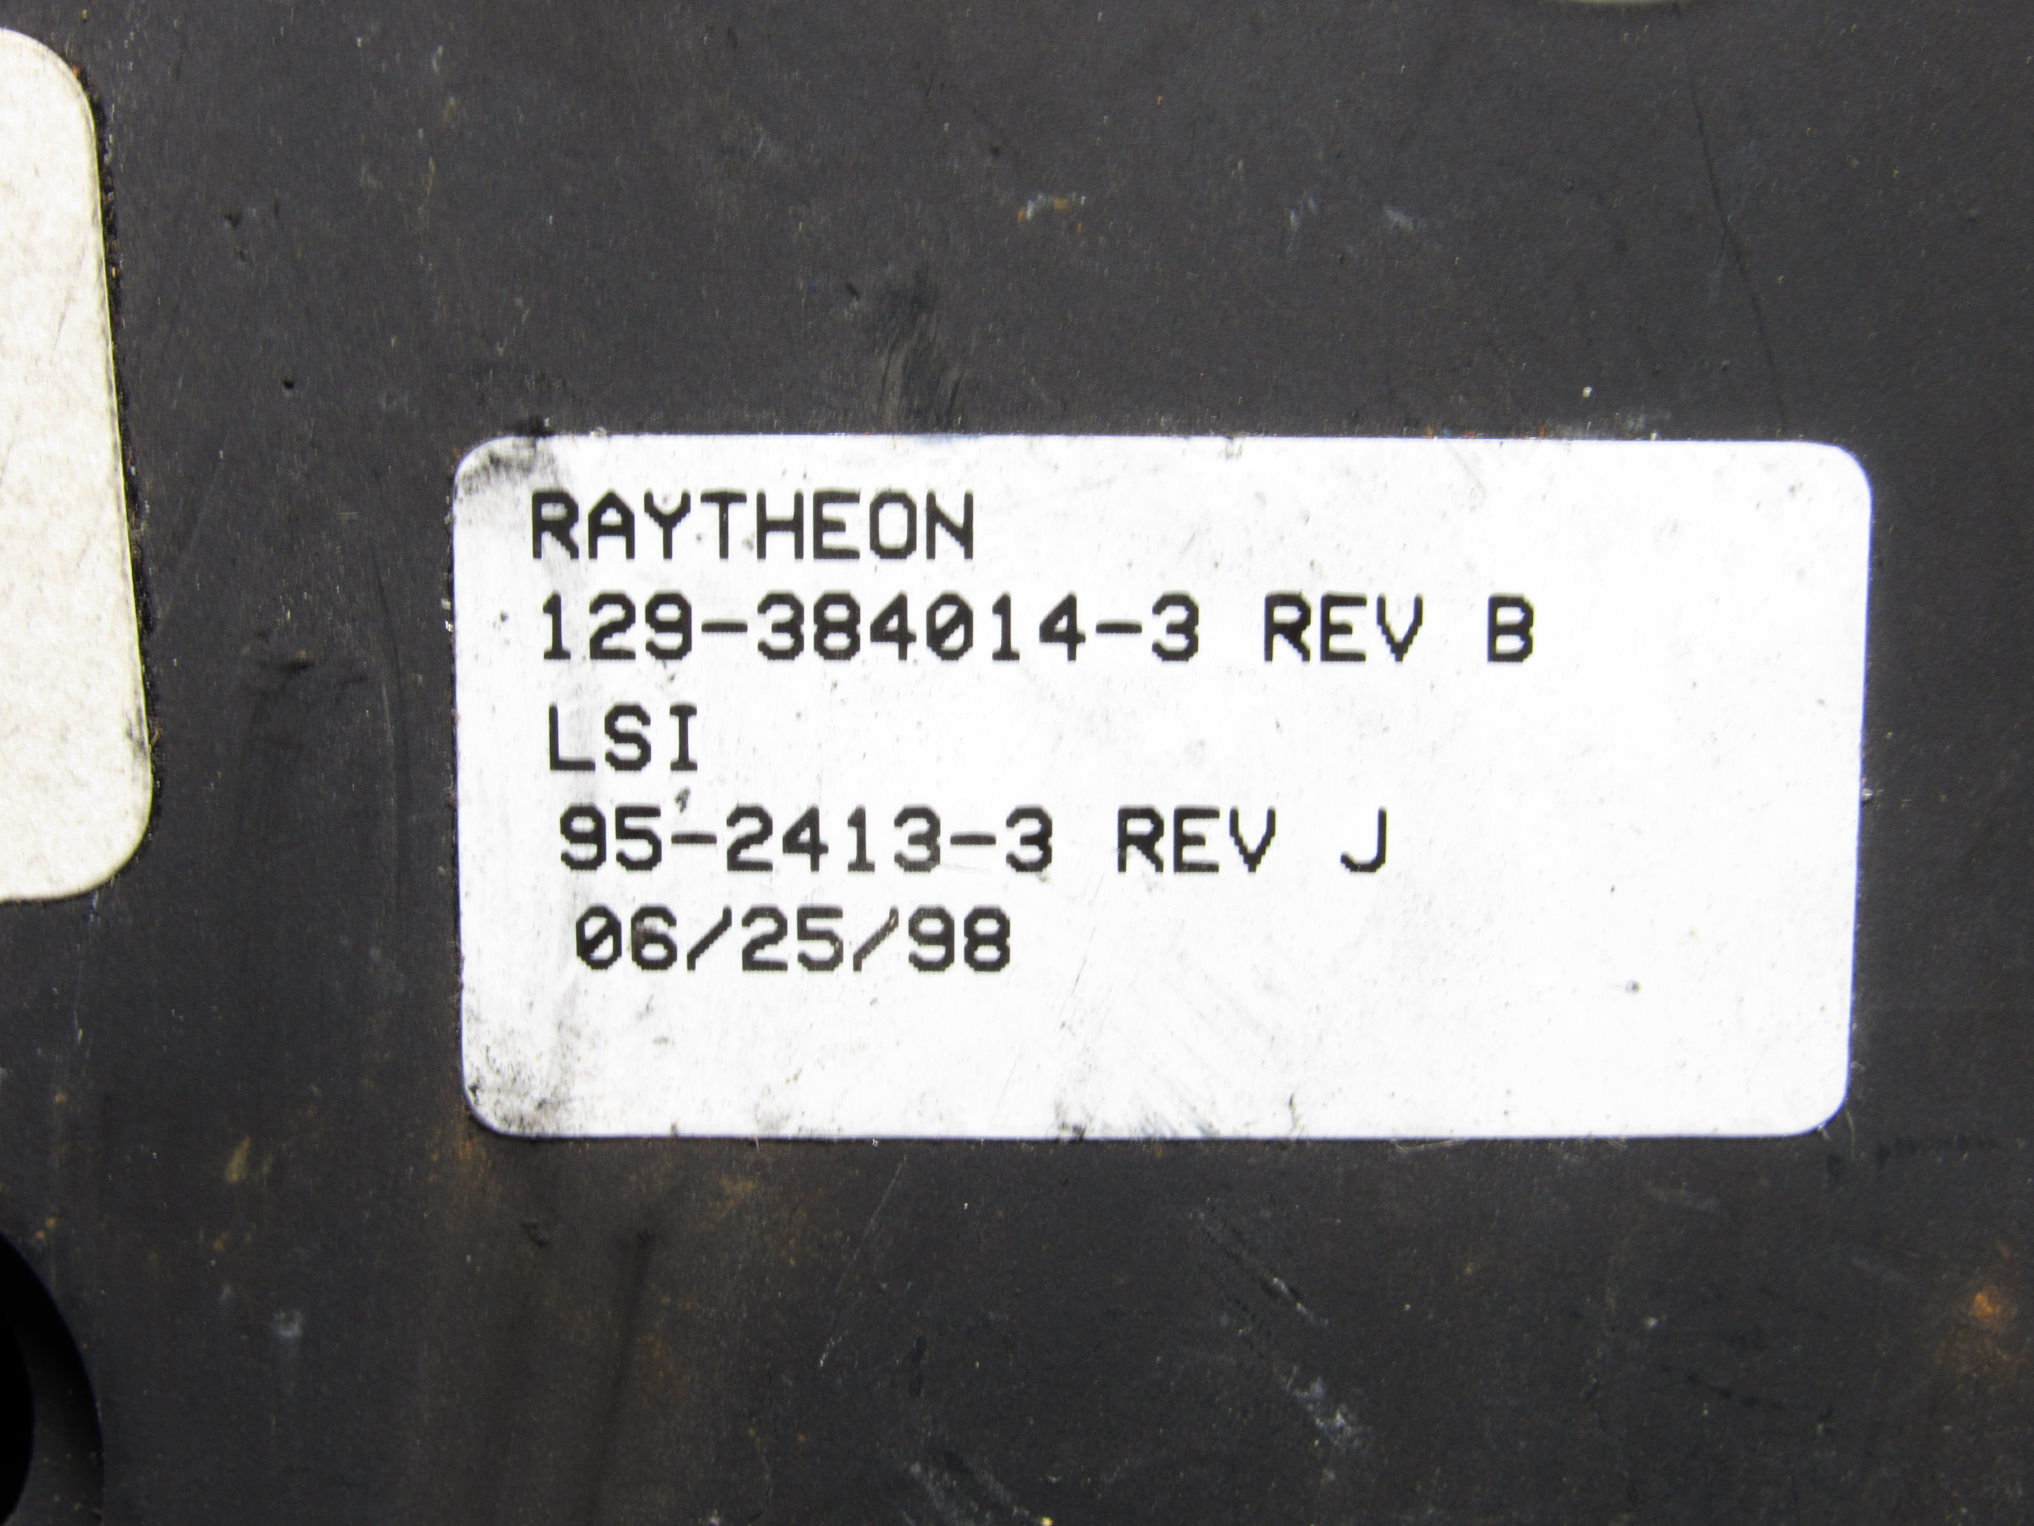 RAYTHEON
129-384014-3 REV B
LSI
95-2413-3 REV J
06/25/98